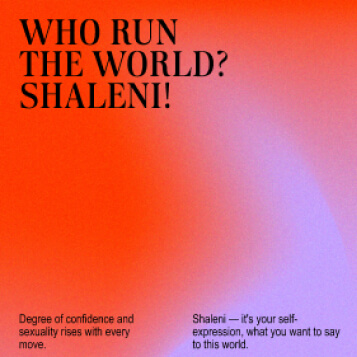 WHO RUN
THE WORLD?
SHALENI!
Degree of confidence and
sexuality rises with every
move.
Shaleni — it's your self-
expression, what you want to say
to this world.